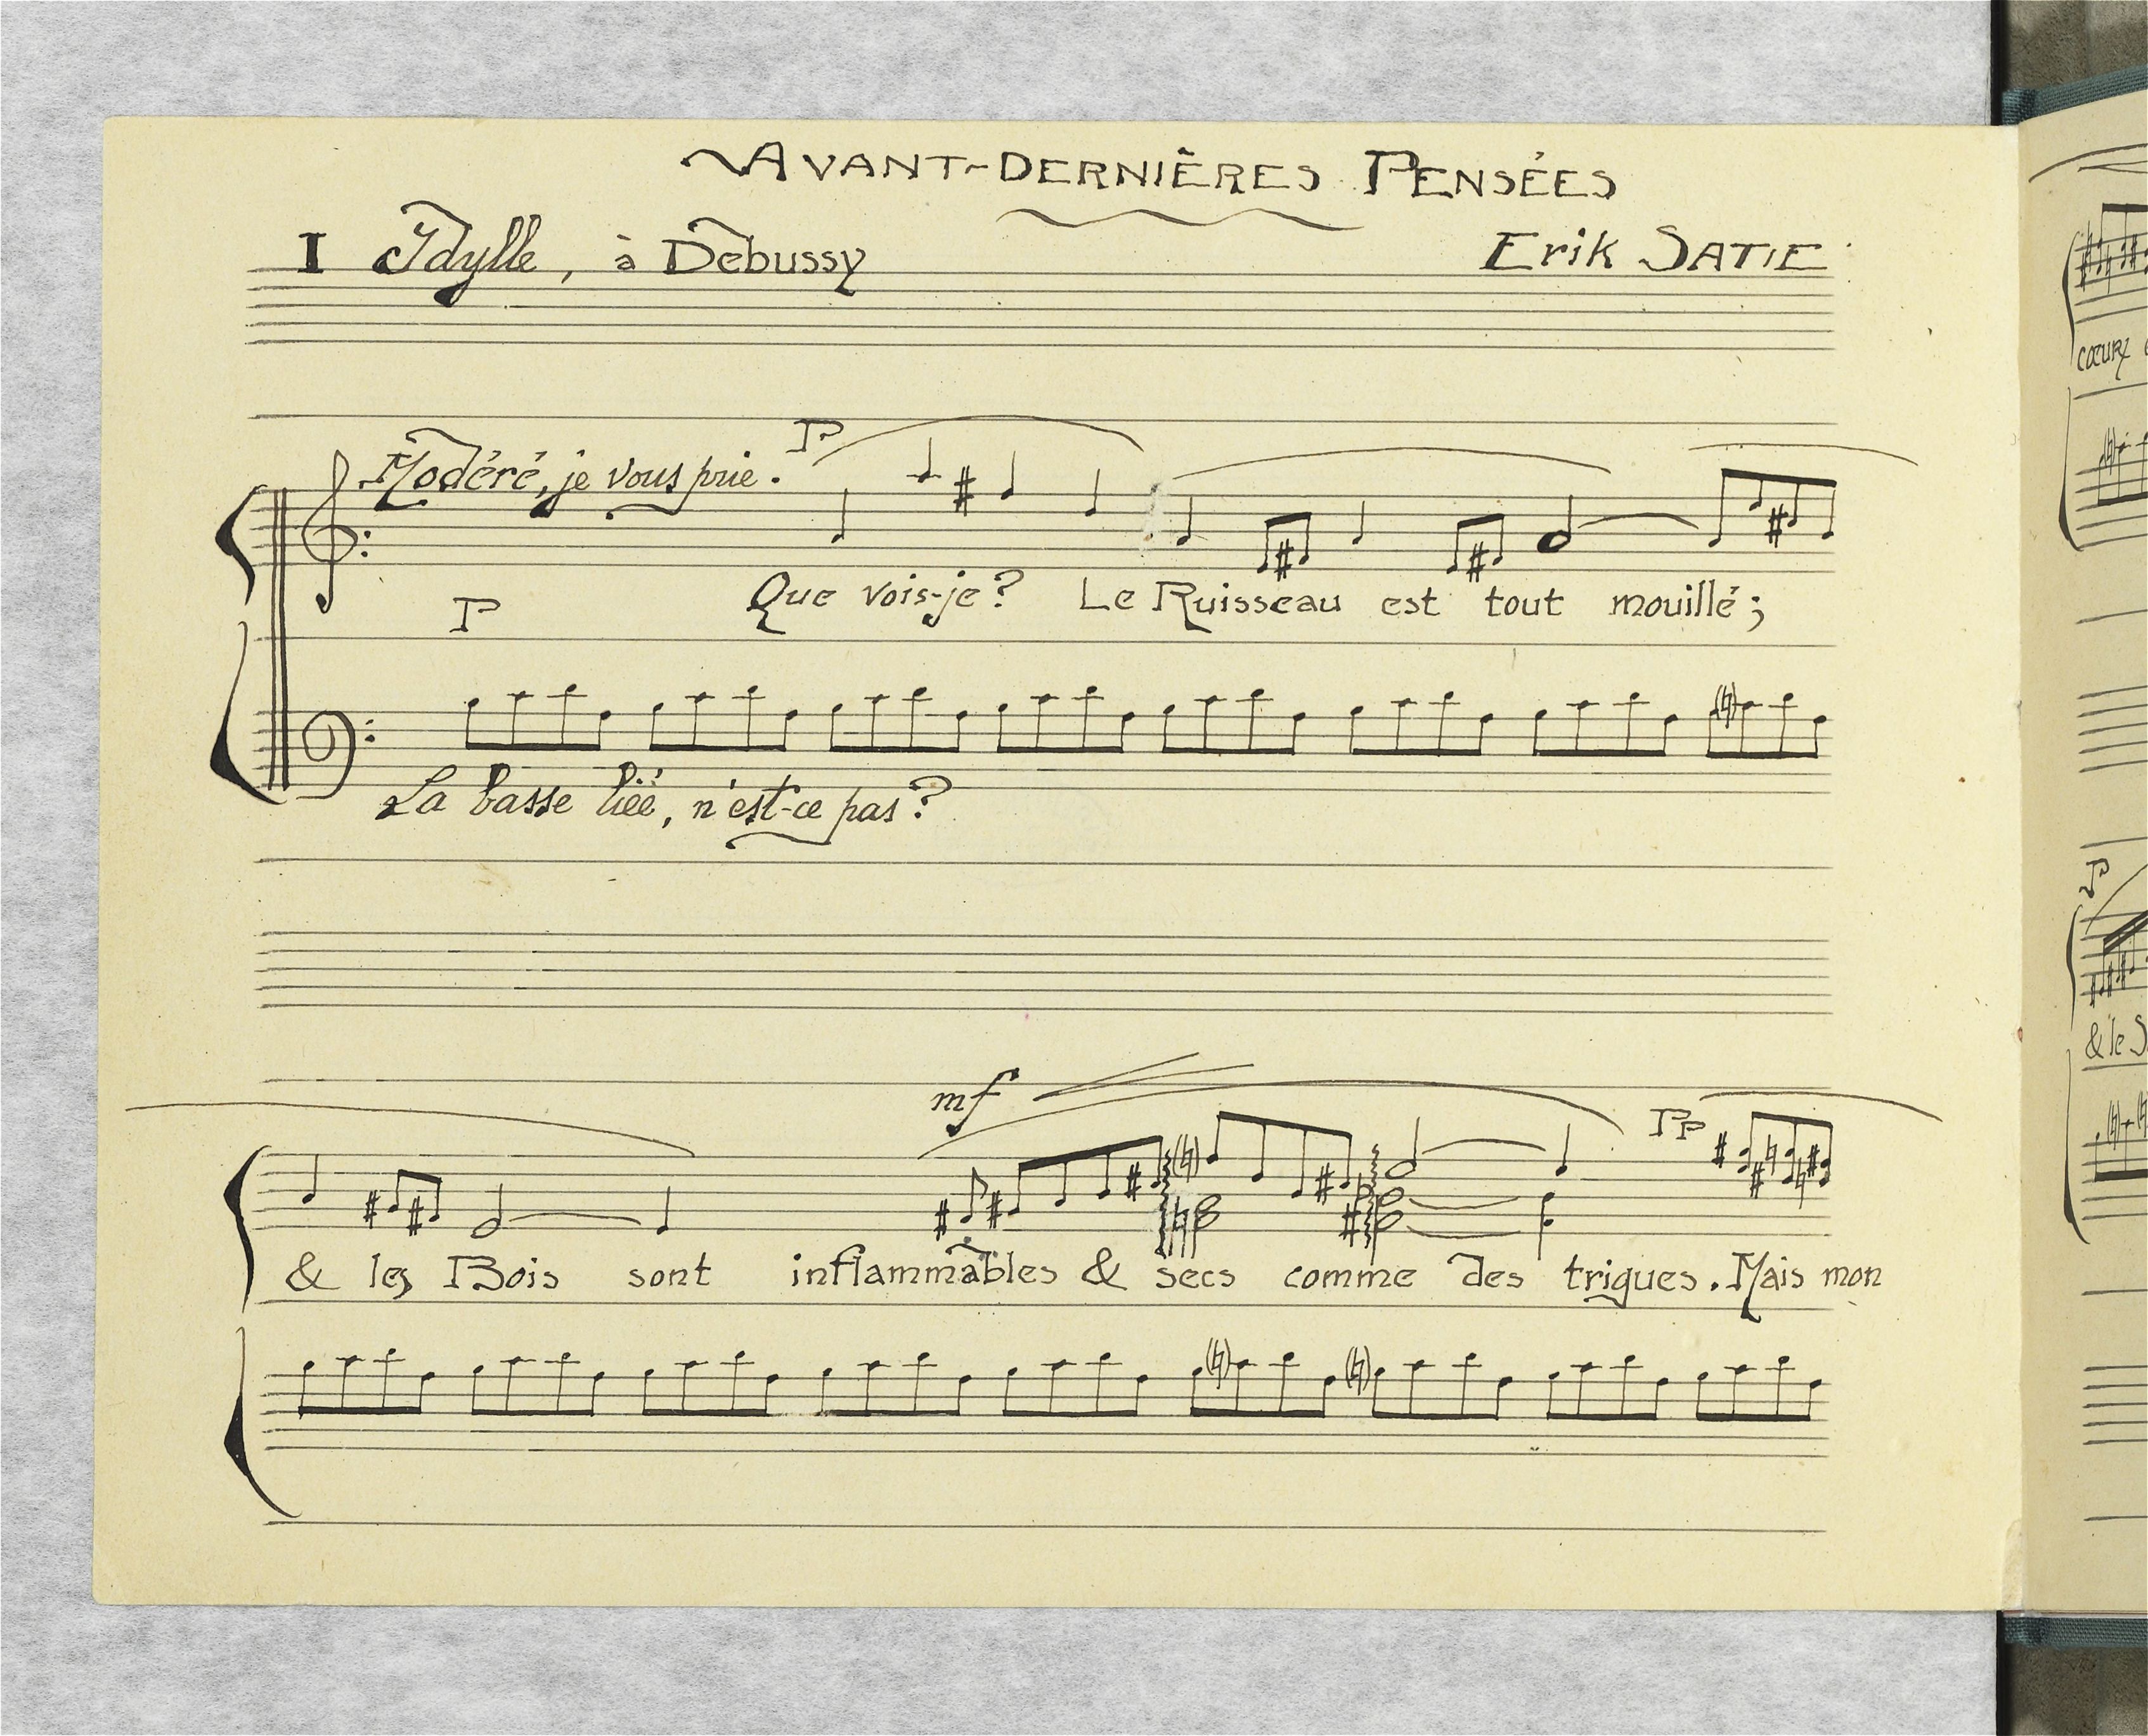 AVANT-DERNIÈRES PENSÉES
I Idylle, à Debussy
Erik SATIE
Modéré, je vous prie. P
Que vois-je? Le Ruisseau est tout mouillé;
P
La basse liée, n'est-ce pas?
mf
PP
& les Bois sont inflammables & secs comme des triques. Mais mon
cœur
& le